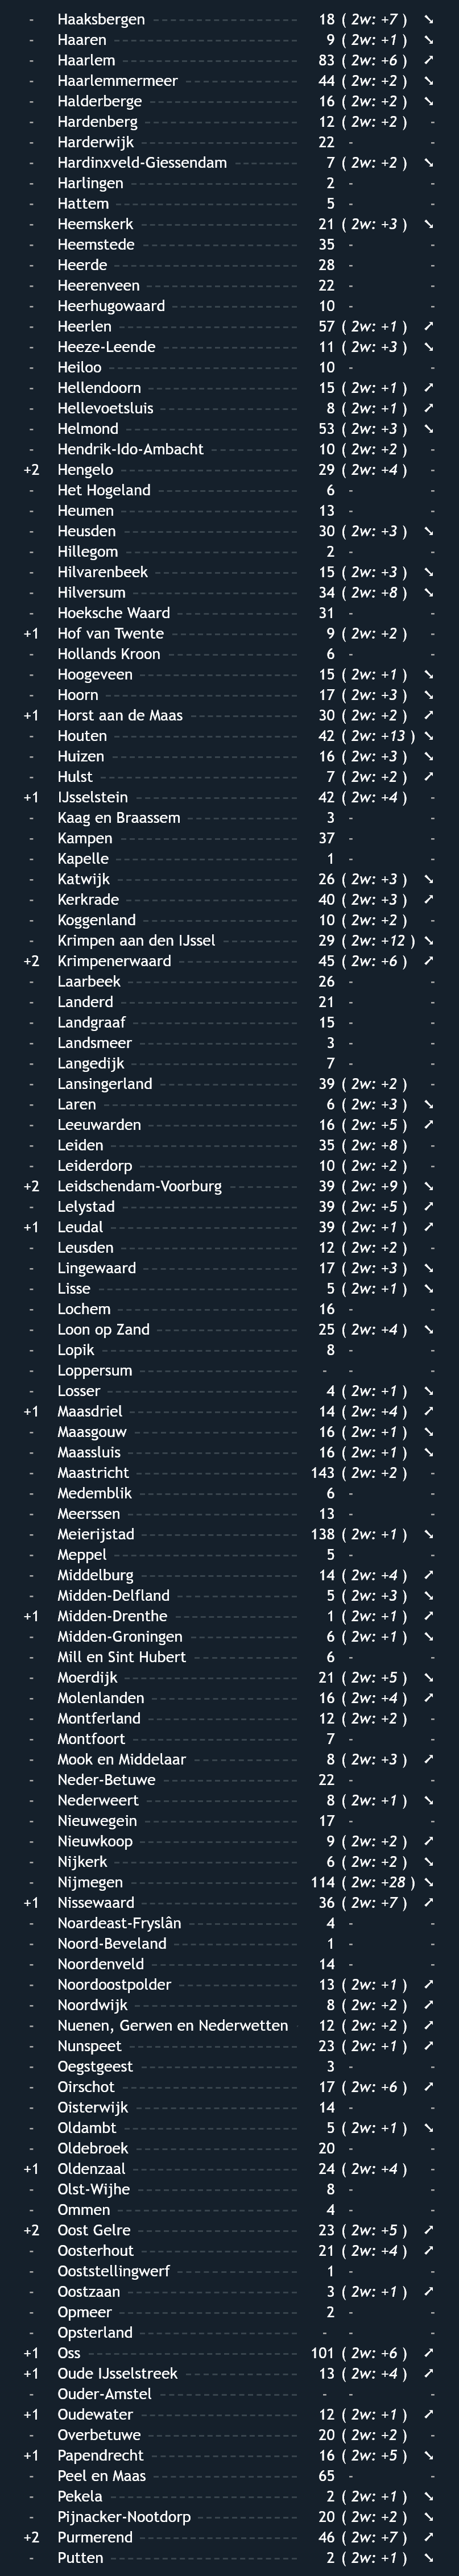 - Haaksbergen 18 ( 2w: +7 ) ➘
- Haaren 9 ( 2w: +1 ) ➘
- Haarlem 83 ( 2w: +6 ) ➚
- Haarlemmermeer 44 ( 2w: +2 ) ➘
- Halderberge 16 ( 2w: +2 ) ➘
- Hardenberg 12 ( 2w: +2 ) -
- Harderwijk 22 - -
- Hardinxveld-Giessendam 7 ( 2w: +2 ) ➘
- Harlingen 2 - -
- Hattem 5 - -
- Heemskerk 21 ( 2w: +3 ) ➘
- Heemstede 35 - -
- Heerde 28 - -
- Heerenveen 22 - -
- Heerhugowaard 10 - -
- Heerlen 57 ( 2w: +1 ) ➚
- Heeze-Leende 11 ( 2w: +3 ) ➘
- Heiloo 10 - -
- Hellendoorn 15 ( 2w: +1 ) ➚
- Hellevoetsluis 8 ( 2w: +1 ) ➚
- Helmond 53 ( 2w: +3 ) ➘
- Hendrik-Ido-Ambacht 10 ( 2w: +2 ) -
+2 Hengelo 29 ( 2w: +4 ) -
- Het Hogeland 6 - -
- Heumen 13 - -
- Heusden 30 ( 2w: +3 ) ➘
- Hillegom 2 - -
- Hilvarenbeek 15 ( 2w: +3 ) ➘
- Hilversum 34 ( 2w: +8 ) ➘
- Hoeksche Waard 31 - -
+1 Hof van Twente 9 ( 2w: +2 ) -
- Hollands Kroon 6 - -
- Hoogeveen 15 ( 2w: +1 ) ➘
- Hoorn 17 ( 2w: +3 ) ➘
+1 Horst aan de Maas 30 ( 2w: +2 ) ➚
- Houten 42 ( 2w: +13 ) ➘
- Huizen 16 ( 2w: +3 ) ➘
- Hulst 7 ( 2w: +2 ) ➚
+1 IJsselstein 42 ( 2w: +4 ) -
- Kaag en Braassem 3 - -
- Kampen 37 - -
- Kapelle 1 - -
- Katwijk 26 ( 2w: +3 ) ➘
- Kerkrade 40 ( 2w: +3 ) ➚
- Koggenland 10 ( 2w: +2 ) -
- Krimpen aan den IJssel 29 ( 2w: +12 ) ➘
+2 Krimpenerwaard 45 ( 2w: +6 ) ➚
- Laarbeek 26 - -
- Landerd 21 - -
- Landgraaf 15 - -
- Landsmeer 3 - -
- Langedijk 7 - -
- Lansingerland 39 ( 2w: +2 ) -
- Laren 6 ( 2w: +3 ) ➘
- Leeuwarden 16 ( 2w: +5 ) ➚
- Leiden 35 ( 2w: +8 ) -
- Leiderdorp 10 ( 2w: +2 ) -
+2 Leidschendam-Voorburg 39 ( 2w: +9 ) ➘
- Lelystad 39 ( 2w: +5 ) ➚
+1 Leudal 39 ( 2w: +1 ) ➚
- Leusden 12 ( 2w: +2 ) -
- Lingewaard 17 ( 2w: +3 ) ➘
- Lisse 5 ( 2w: +1 ) ➘
- Lochem 16 - -
- Loon op Zand 25 ( 2w: +4 ) ➘
- Lopik 8 - -
- Loppersum - - -
- Losser 4 ( 2w: +1 ) ➘
+1 Maasdriel 14 ( 2w: +4 ) ➚
- Maasgouw 16 ( 2w: +1 ) ➘
- Maassluis 16 ( 2w: +1 ) ➘
- Maastricht 143 ( 2w: +2 ) -
- Medemblik 6 - -
- Meerssen 13 - -
- Meierijstad 138 ( 2w: +1 ) ➘
- Meppel 5 - -
- Middelburg 14 ( 2w: +4 ) ➚
- Midden-Delfland 5 ( 2w: +3 ) ➘
+1 Midden-Drenthe 1 ( 2w: +1 ) ➚
- Midden-Groningen 6 ( 2w: +1 ) ➘
- Mill en Sint Hubert 6 - -
- Moerdijk 21 ( 2w: +5 ) ➘
- Molenlanden 16 ( 2w: +4 ) ➚
- Montferland 12 ( 2w: +2 ) -
- Montfoort 7 - -
- Mook en Middelaar 8 ( 2w: +3 ) ➚
- Neder-Betuwe 22 - -
- Nederweert 8 ( 2w: +1 ) ➘
- Nieuwegein 17 - -
- Nieuwkoop 9 ( 2w: +2 ) ➚
- Nijkerk 6 ( 2w: +2 ) ➘
- Nijmegen 114 ( 2w: +28 ) ➘
+1 Nissewaard 36 ( 2w: +7 ) ➚
- Noardeast-Fryslân 4 - -
- Noord-Beveland 1 - -
- Noordenveld 14 - -
- Noordoostpolder 13 ( 2w: +1 ) ➚
- Noordwijk 8 ( 2w: +2 ) ➚
- Nuenen, Gerwen en Nederwetten 12 ( 2w: +2 ) ➚
- Nunspeet 23 ( 2w: +1 ) ➚
- Oegstgeest 3 - -
- Oirschot 17 ( 2w: +6 ) ➚
- Oisterwijk 14 - -
- Oldambt 5 ( 2w: +1 ) ➘
- Oldebroek 20 - -
+1 Oldenzaal 24 ( 2w: +4 ) -
- Olst-Wijhe 8 - -
- Ommen 4 - -
+2 Oost Gelre 23 ( 2w: +5 ) ➚
- Oosterhout 21 ( 2w: +4 ) ➚
- Ooststellingwerf 1 - -
- Oostzaan 3 ( 2w: +1 ) ➚
- Opmeer 2 - -
- Opsterland - - -
+1 Oss 101 ( 2w: +6 ) ➚
+1 Oude IJsselstreek 13 ( 2w: +4 ) ➚
- Ouder-Amstel - - -
+1 Oudewater 12 ( 2w: +1 ) ➚
- Overbetuwe 20 ( 2w: +2 ) -
+1 Papendrecht 16 ( 2w: +5 ) ➘
- Peel en Maas 65 - -
- Pekela 2 ( 2w: +1 ) ➘
- Pijnacker-Nootdorp 20 ( 2w: +2 ) ➘
+2 Purmerend 46 ( 2w: +7 ) ➚
- Putten 2 ( 2w: +1 ) ➘